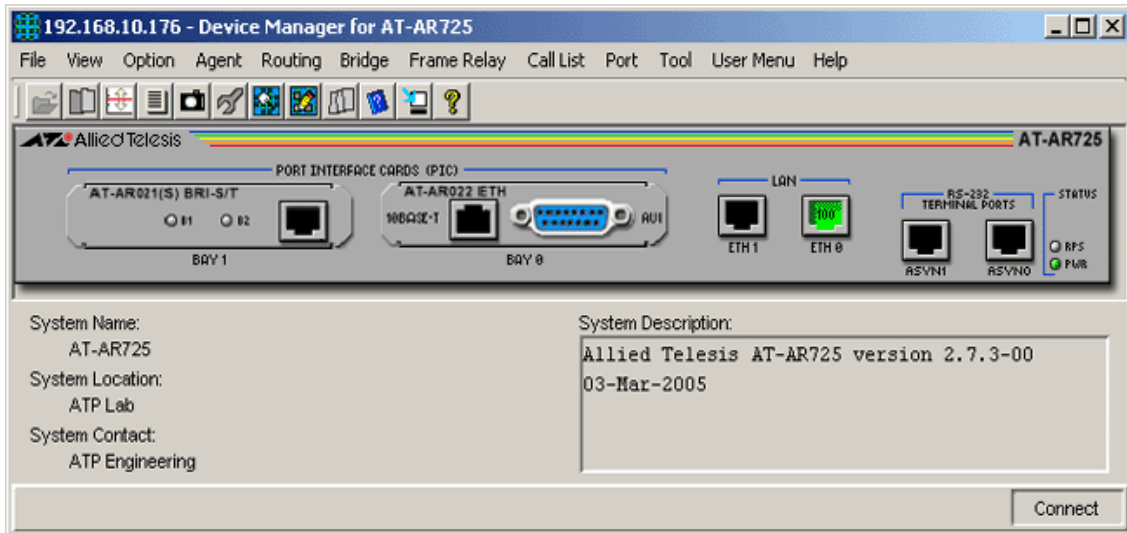 192.168.10.176 - Device Manager for AT-AR725
File View Option Agent Routing Bridge Frame Relay Call List Port Tool User Menu Help
Allied Telesis
AT-AR725
PORT INTERFACE CARDS (PIC)
AT-AR021(S) BRI-S/T
B1
B2
BAY 1
AT-AR022 ETH
10BASE-T
AUI
BAY 0
LAN
ETH 1
100
ETH 0
RS-232
TERMINAL PORTS
ASYN1
ASYN0
STATUS
RPS
PWR
System Name:
AT-AR725
System Location:
ATP Lab
System Contact:
ATP Engineering
System Description:
Allied Telesis AT-AR725 version 2.7.3-00
03-Mar-2005
Connect